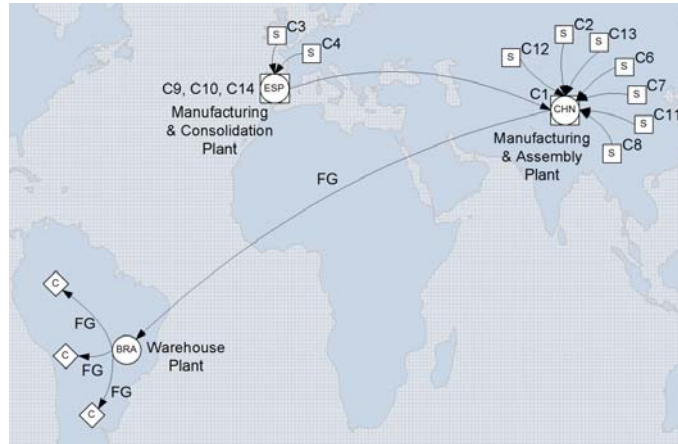 C3
S
C4
S
C9, C10, C14
ESP
Manufacturing
& Consolidation
Plant
C2
S
C13
S
C12
S
C6
S
C7
S
C1
CHN
C11
S
C8
S
Manufacturing
& Assembly
Plant
FG
C
FG
BRA
Warehouse
Plant
C
FG
FG
C